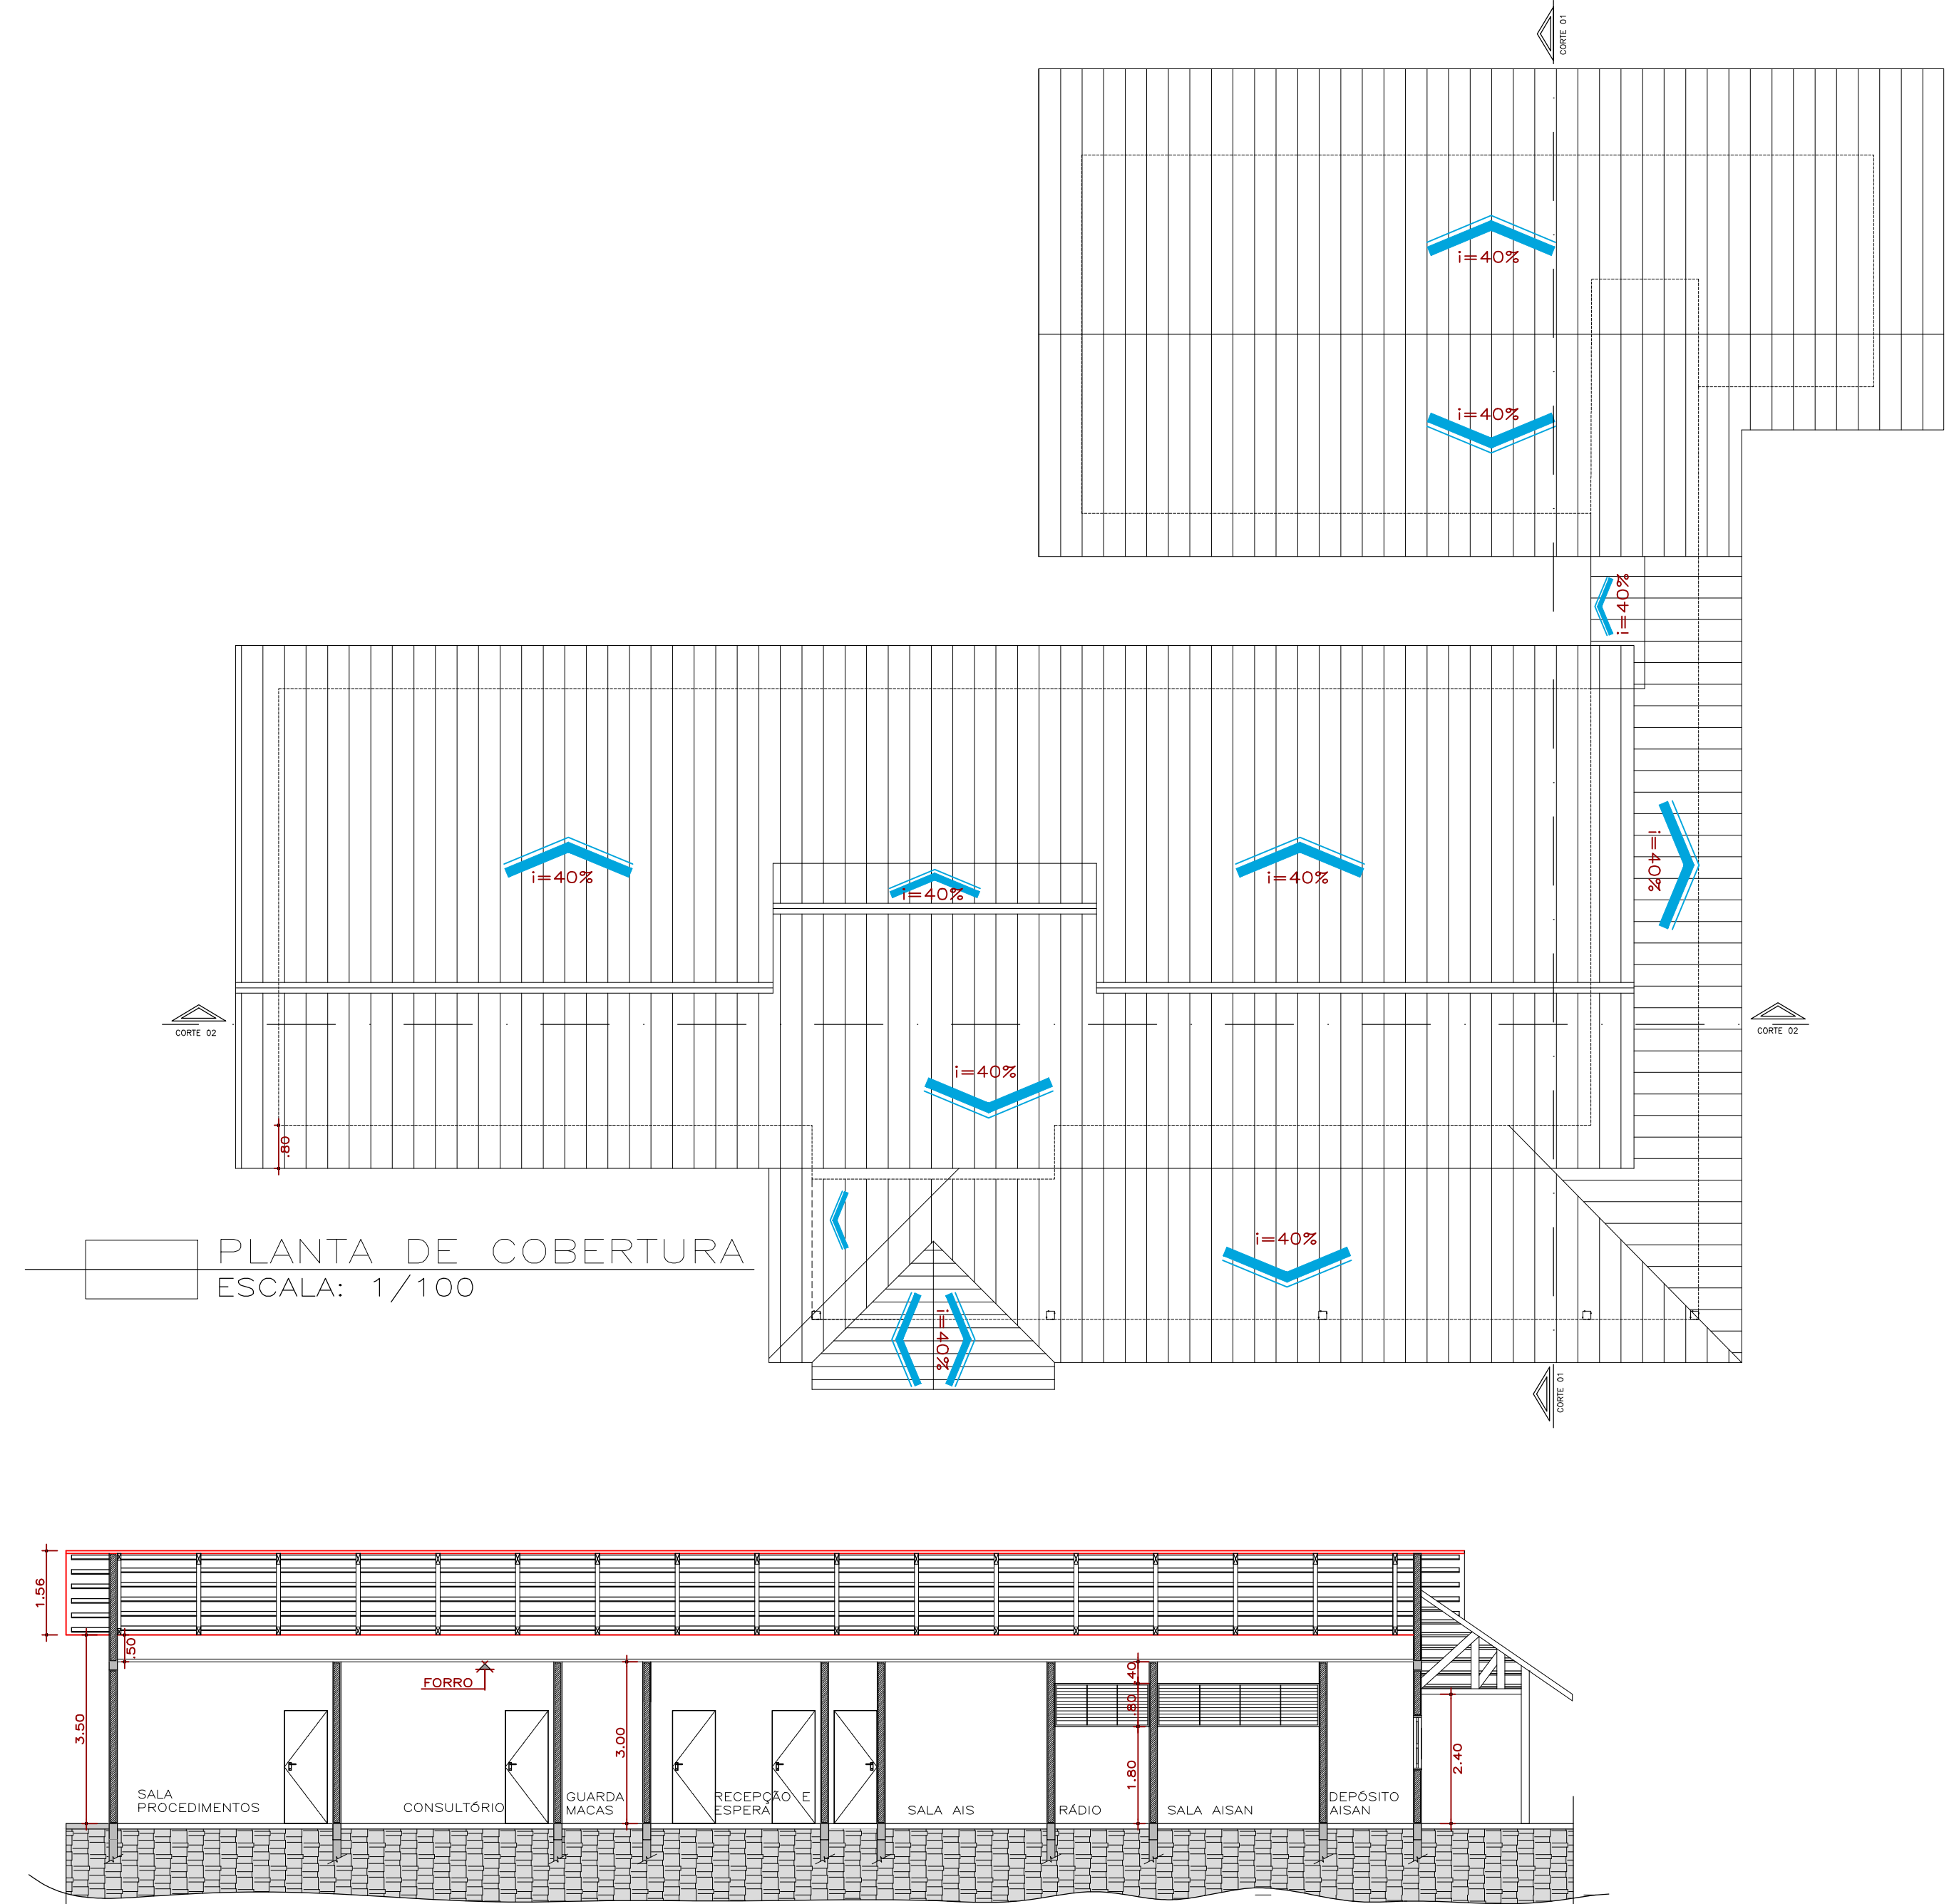 CORTE 01
i=40%
i=40%
i=40%
i=40%
i=40%
i=40%
i=40%
CORTE 02
CORTE 02
i=40%
.80
i=40%
i=40%
PLANTA DE COBERTURA
ESCALA: 1/100
CORTE 01
1.56
.50
3.50
FORRO
3.00
.40
.80
1.80
2.40
SALA
PROCEDIMENTOS
CONSULTÓRIO
GUARDA
MACAS
RECEPÇÃO E
ESPERA
SALA AIS
RÁDIO
SALA AISAN
DEPÓSITO
AISAN